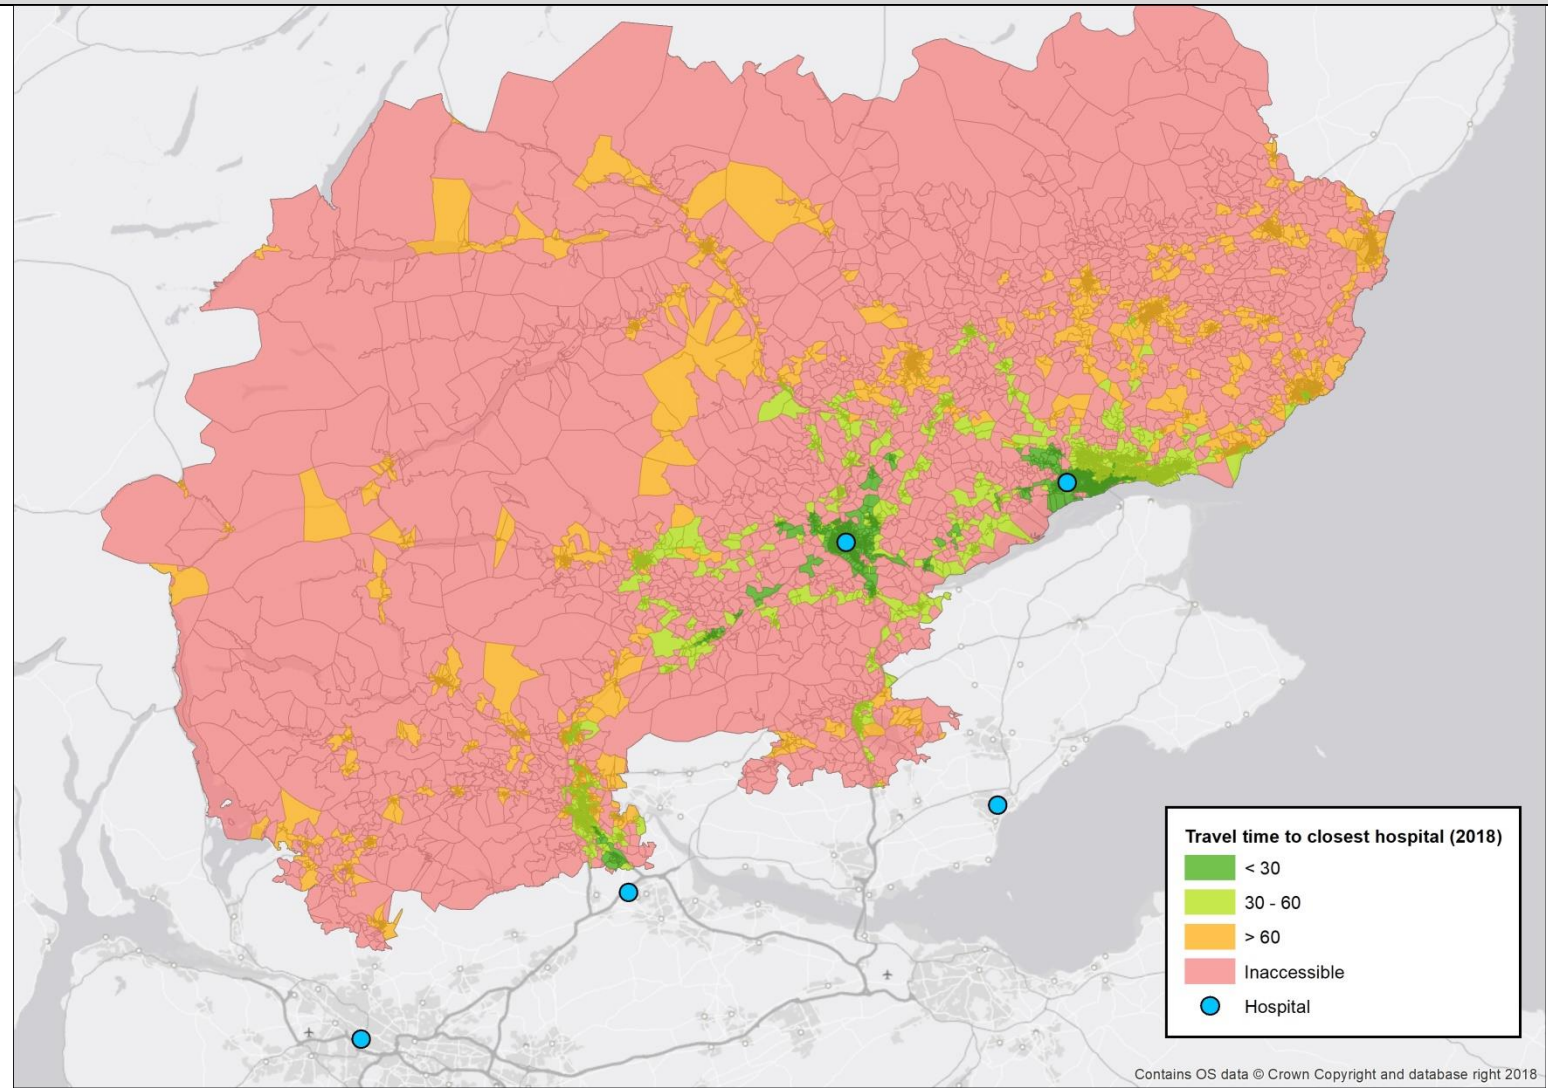 Travel time to closest hospital (2018)
< 30
30 - 60
> 60
Inaccessible
Hospital
Contains OS data © Crown Copyright and database right 2018